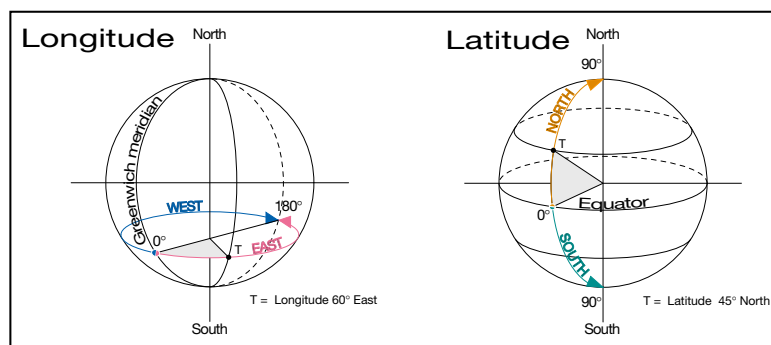 Longitude
North
Greenwich meridian
WEST
180°
0°
EAST
T
T = Longitude 60° East
South
Latitude
North
90°
NORTH
T
Equator
0°
SOUTH
90°
T = Latitude 45° North
South